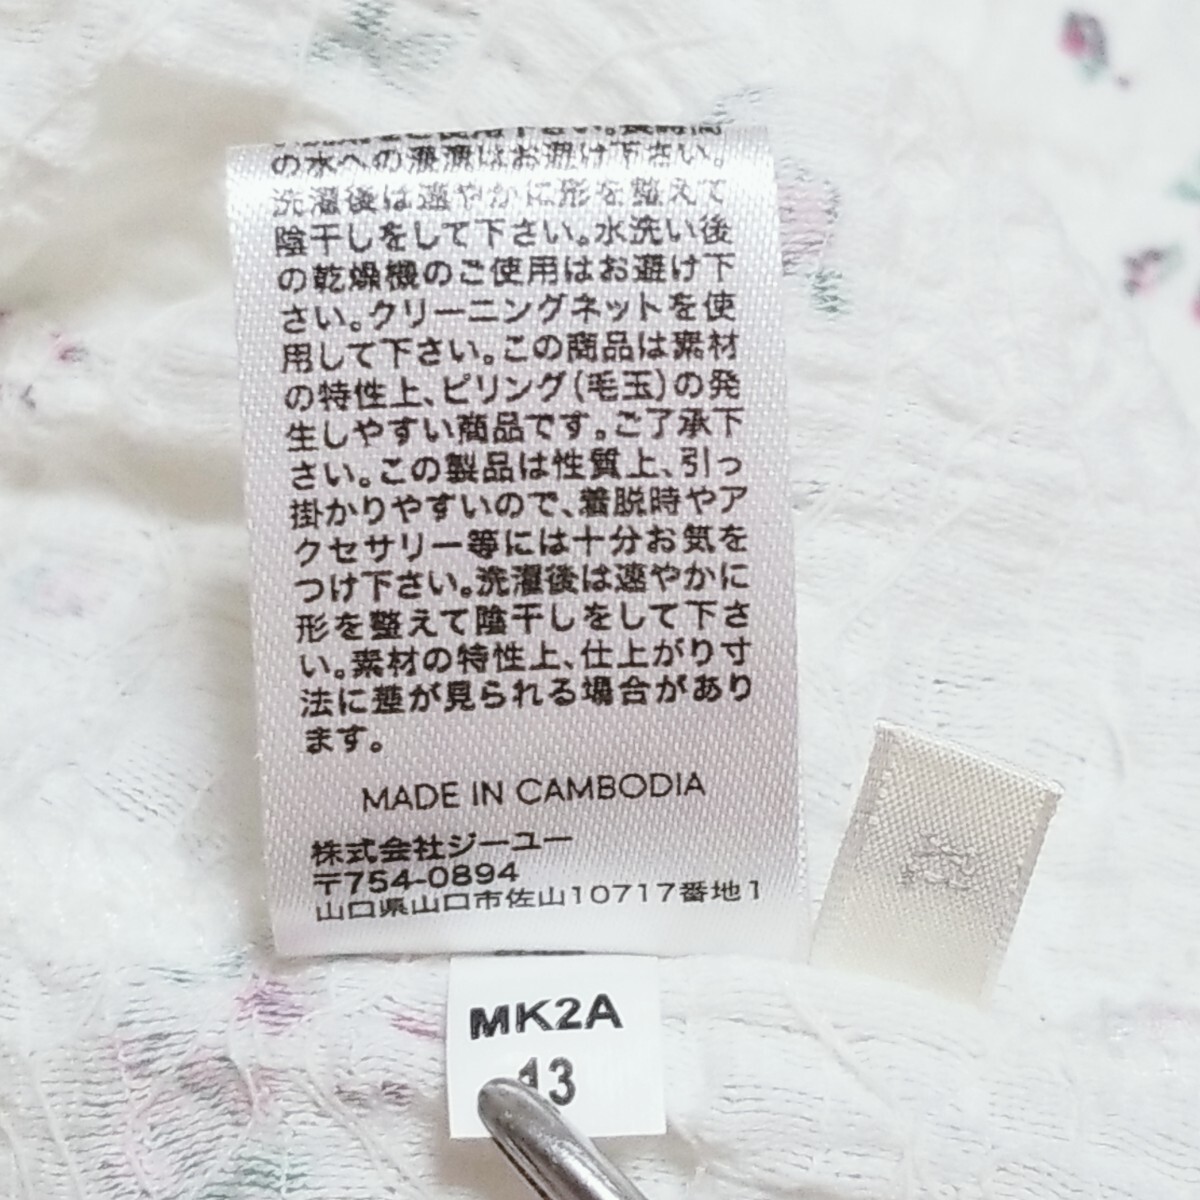 の水への浸漬はお避け下さい。
洗濯後は速やかに形を整えて
陰干しをして下さい。水洗い後
の乾燥機のご使用はお避け下
さい。クリーニングネットを使
用して下さい。この商品は素材
の特性上、ピリング(毛玉)の発
生しやすい商品です。ご了承下
さい。この製品は性質上、引っ
掛かりやすいので、着脱時やア
クセサリー等には十分お気を
つけ下さい。洗濯後は速やかに
形を整えて陰干しをして下さ
い。素材の特性上、仕上がり寸
法に差が見られる場合があり
ます。
MADE IN CAMBODIA
株式会社ジーユー
〒754-0894
山口県山口市佐山10717番地1
MK2A
13